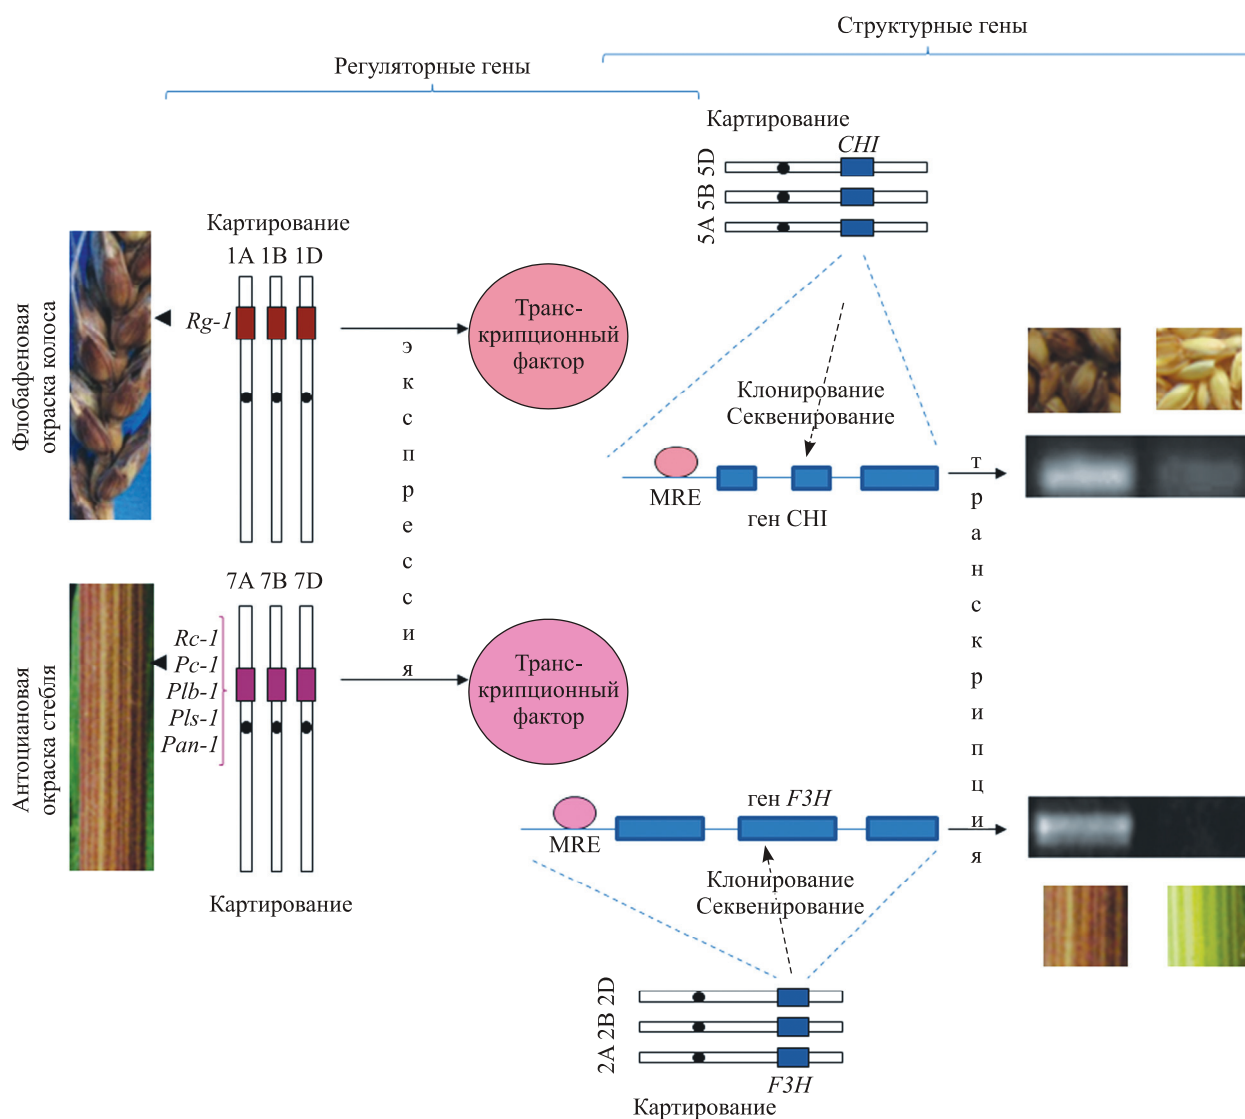 Структурные гены
Регуляторные гены
Картирование
CHI
5A 5B 5D
Картирование
1A 1B 1D
Флобафеновая
окраска колоса
Rg-1
экспрессия
Транс-
крипционный
фактор
Клонирование
Секвенирование
MRE
ген CHI
транскрипция
7A 7B 7D
Антоциановая
окраска стебля
Rc-1
Pc-1
Plb-1
Pls-1
Pan-1
Транс-
крипционный
фактор
ген F3H
MRE
Клонирование
Секвенирование
Картирование
2A 2B 2D
F3H
Картирование